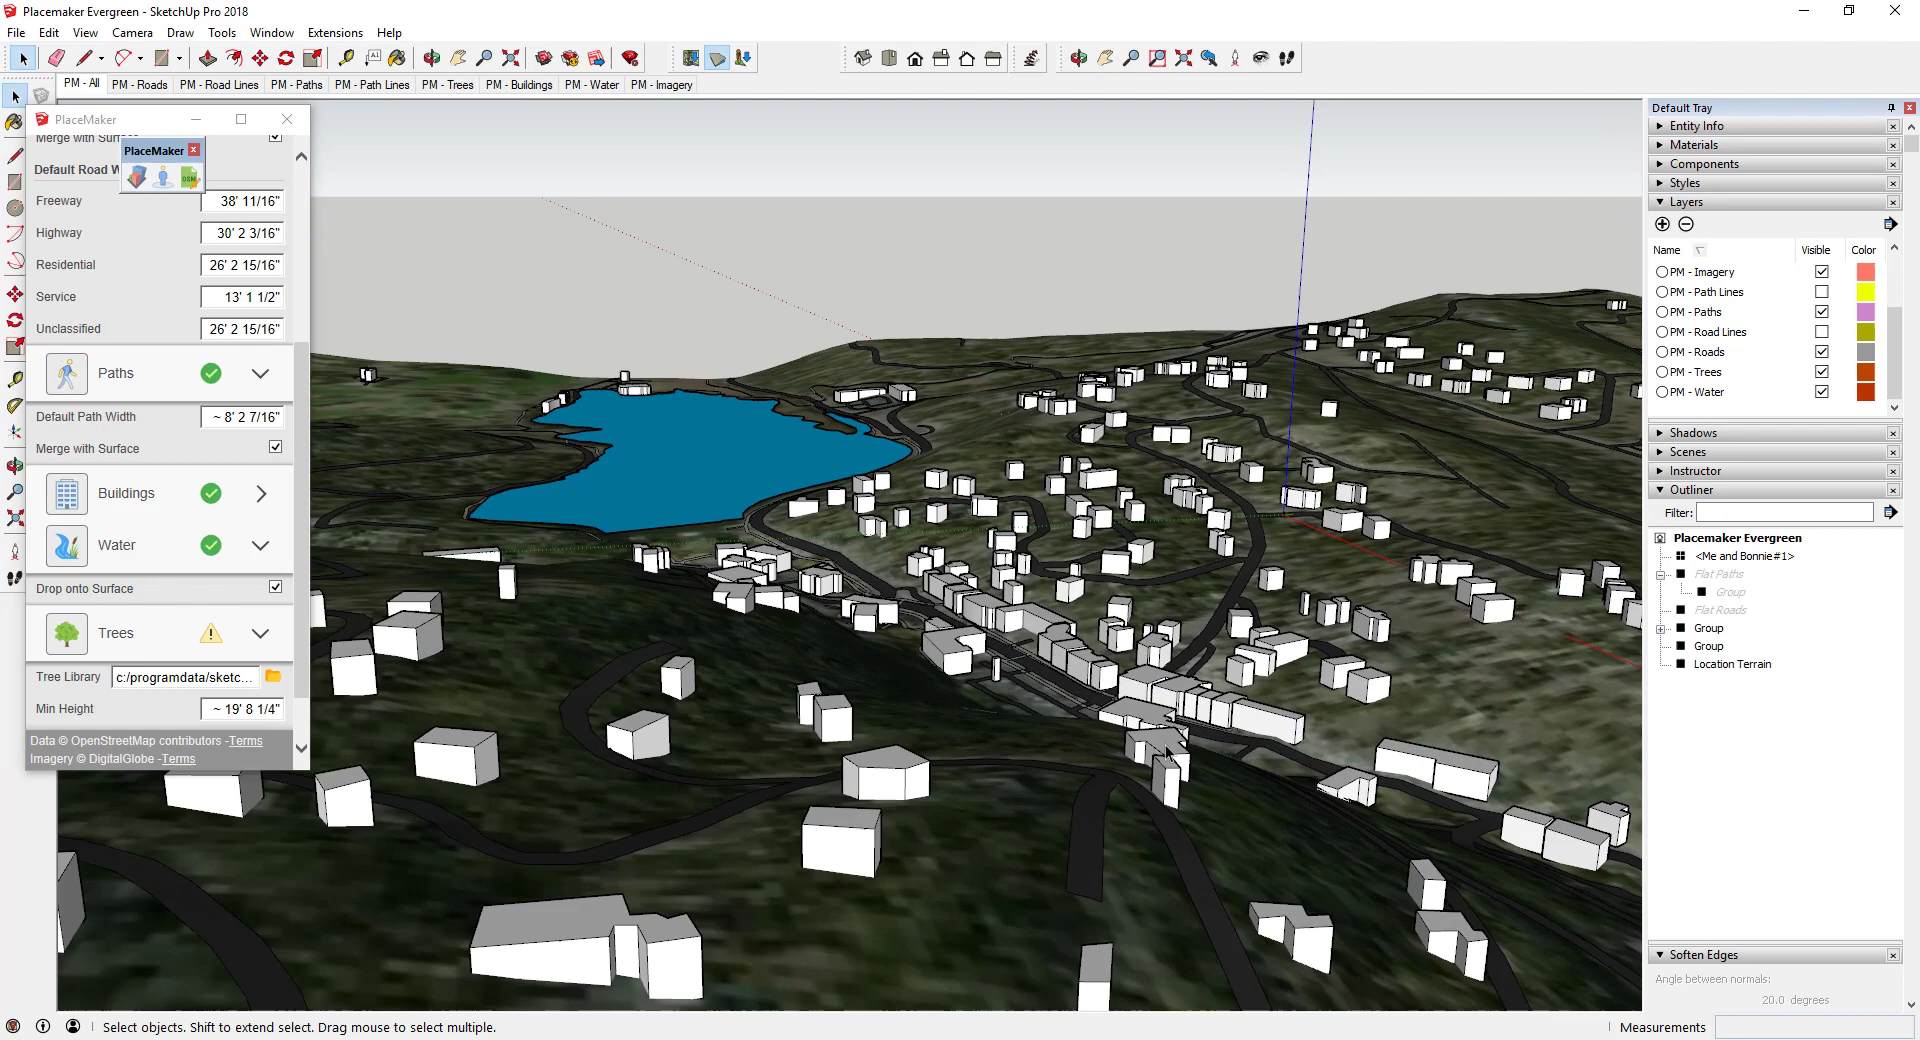 Placemaker Evergreen - SketchUp Pro 2018
File Edit View Camera Draw Tools Window Extensions Help
PM - All PM - Roads PM - Road Lines PM - Paths PM - Path Lines PM - Trees PM - Buildings PM - Water PM - Imagery
PlaceMaker
Merge with Surf
PlaceMaker
Default Road W
OSM
Freeway 38' 11/16"
Highway 30' 2 3/16"
Residential 26' 2 15/16"
Service 13' 1 1/2"
Unclassified 26' 2 15/16"
Paths
Default Path Width ~ 8' 2 7/16"
Merge with Surface
Buildings
Water
Drop onto Surface
Trees
Tree Library c:/programdata/sketc...
Min Height ~ 19' 8 1/4"
Data © OpenStreetMap contributors -Terms
Imagery © DigitalGlobe -Terms
Default Tray
Entity Info
Materials
Components
Styles
Layers
Name Visible Color
PM - Imagery
PM - Path Lines
PM - Paths
PM - Road Lines
PM - Roads
PM - Trees
PM - Water
Shadows
Scenes
Instructor
Outliner
Filter:
Placemaker Evergreen
<Me and Bonnie#1>
Flat Paths
Group
Flat Roads
Group
Group
Location Terrain
Soften Edges
Angle between normals:
20.0 degrees
Select objects. Shift to extend select. Drag mouse to select multiple.
Measurements